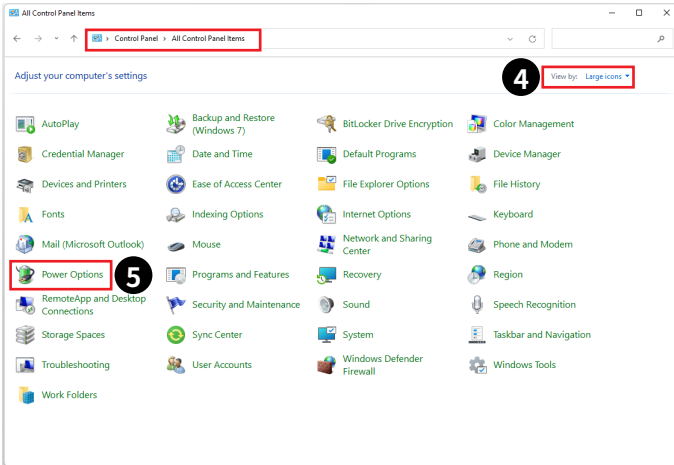 All Control Panel Items
Control Panel > All Control Panel Items
Adjust your computer's settings
4
View by: Large icons
AutoPlay
Backup and Restore
(Windows 7)
BitLocker Drive Encryption
Color Management
Credential Manager
Date and Time
Default Programs
Device Manager
Devices and Printers
Ease of Access Center
File Explorer Options
File History
Fonts
Indexing Options
Internet Options
Keyboard
Mail (Microsoft Outlook)
Mouse
Network and Sharing
Center
Phone and Modem
Power Options
5
Programs and Features
Recovery
Region
RemoteApp and Desktop
Connections
Security and Maintenance
Sound
Speech Recognition
Storage Spaces
Sync Center
System
Taskbar and Navigation
Troubleshooting
User Accounts
Windows Defender
Firewall
Windows Tools
Work Folders